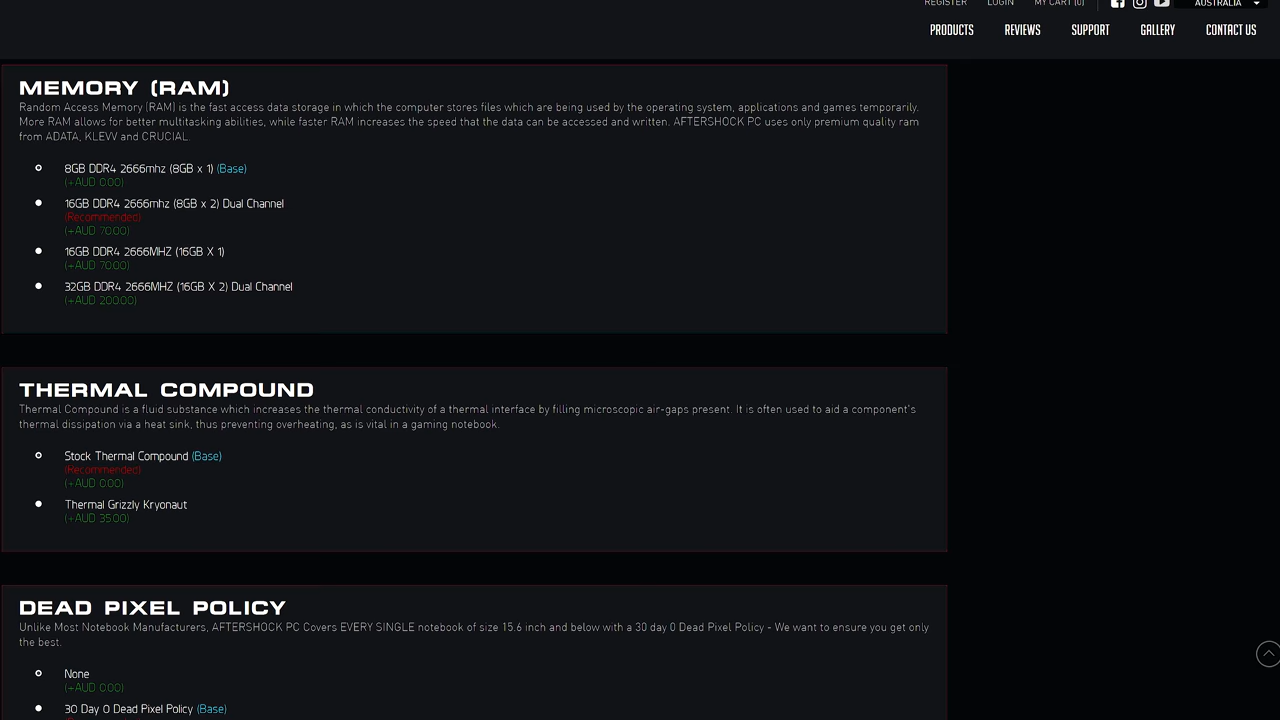 REGISTER LOGIN MY CART (0) AUSTRALIA
PRODUCTS REVIEWS SUPPORT GALLERY CONTACT US
MEMORY (RAM)
Random Access Memory (RAM) is the fast access data storage in which the computer stores files which are being used by the operating system, applications and games temporarily.
More RAM allows for better multitasking abilities, while faster RAM increases the speed that the data can be accessed and written. AFTERSHOCK PC uses only premium quality ram
from ADATA, KLEVV and CRUCIAL.
8GB DDR4 2666mhz (8GB x 1) (Base)
(+AUD 0.00)
16GB DDR4 2666mhz (8GB x 2) Dual Channel
(Recommended)
(+AUD 70.00)
16GB DDR4 2666MHZ (16GB X 1)
(+AUD 70.00)
32GB DDR4 2666MHZ (16GB X 2) Dual Channel
(+AUD 200.00)
THERMAL COMPOUND
Thermal Compound is a fluid substance which increases the thermal conductivity of a thermal interface by filling microscopic air-gaps present. It is often used to aid a component's
thermal dissipation via a heat sink, thus preventing overheating, as is vital in a gaming notebook.
Stock Thermal Compound (Base)
(Recommended)
(+AUD 0.00)
Thermal Grizzly Kryonaut
(+AUD 35.00)
DEAD PIXEL POLICY
Unlike Most Notebook Manufacturers, AFTERSHOCK PC Covers EVERY SINGLE notebook of size 15.6 inch and below with a 30 day 0 Dead Pixel Policy - We want to ensure you get only
the best.
None
(+AUD 0.00)
30 Day 0 Dead Pixel Policy (Base)